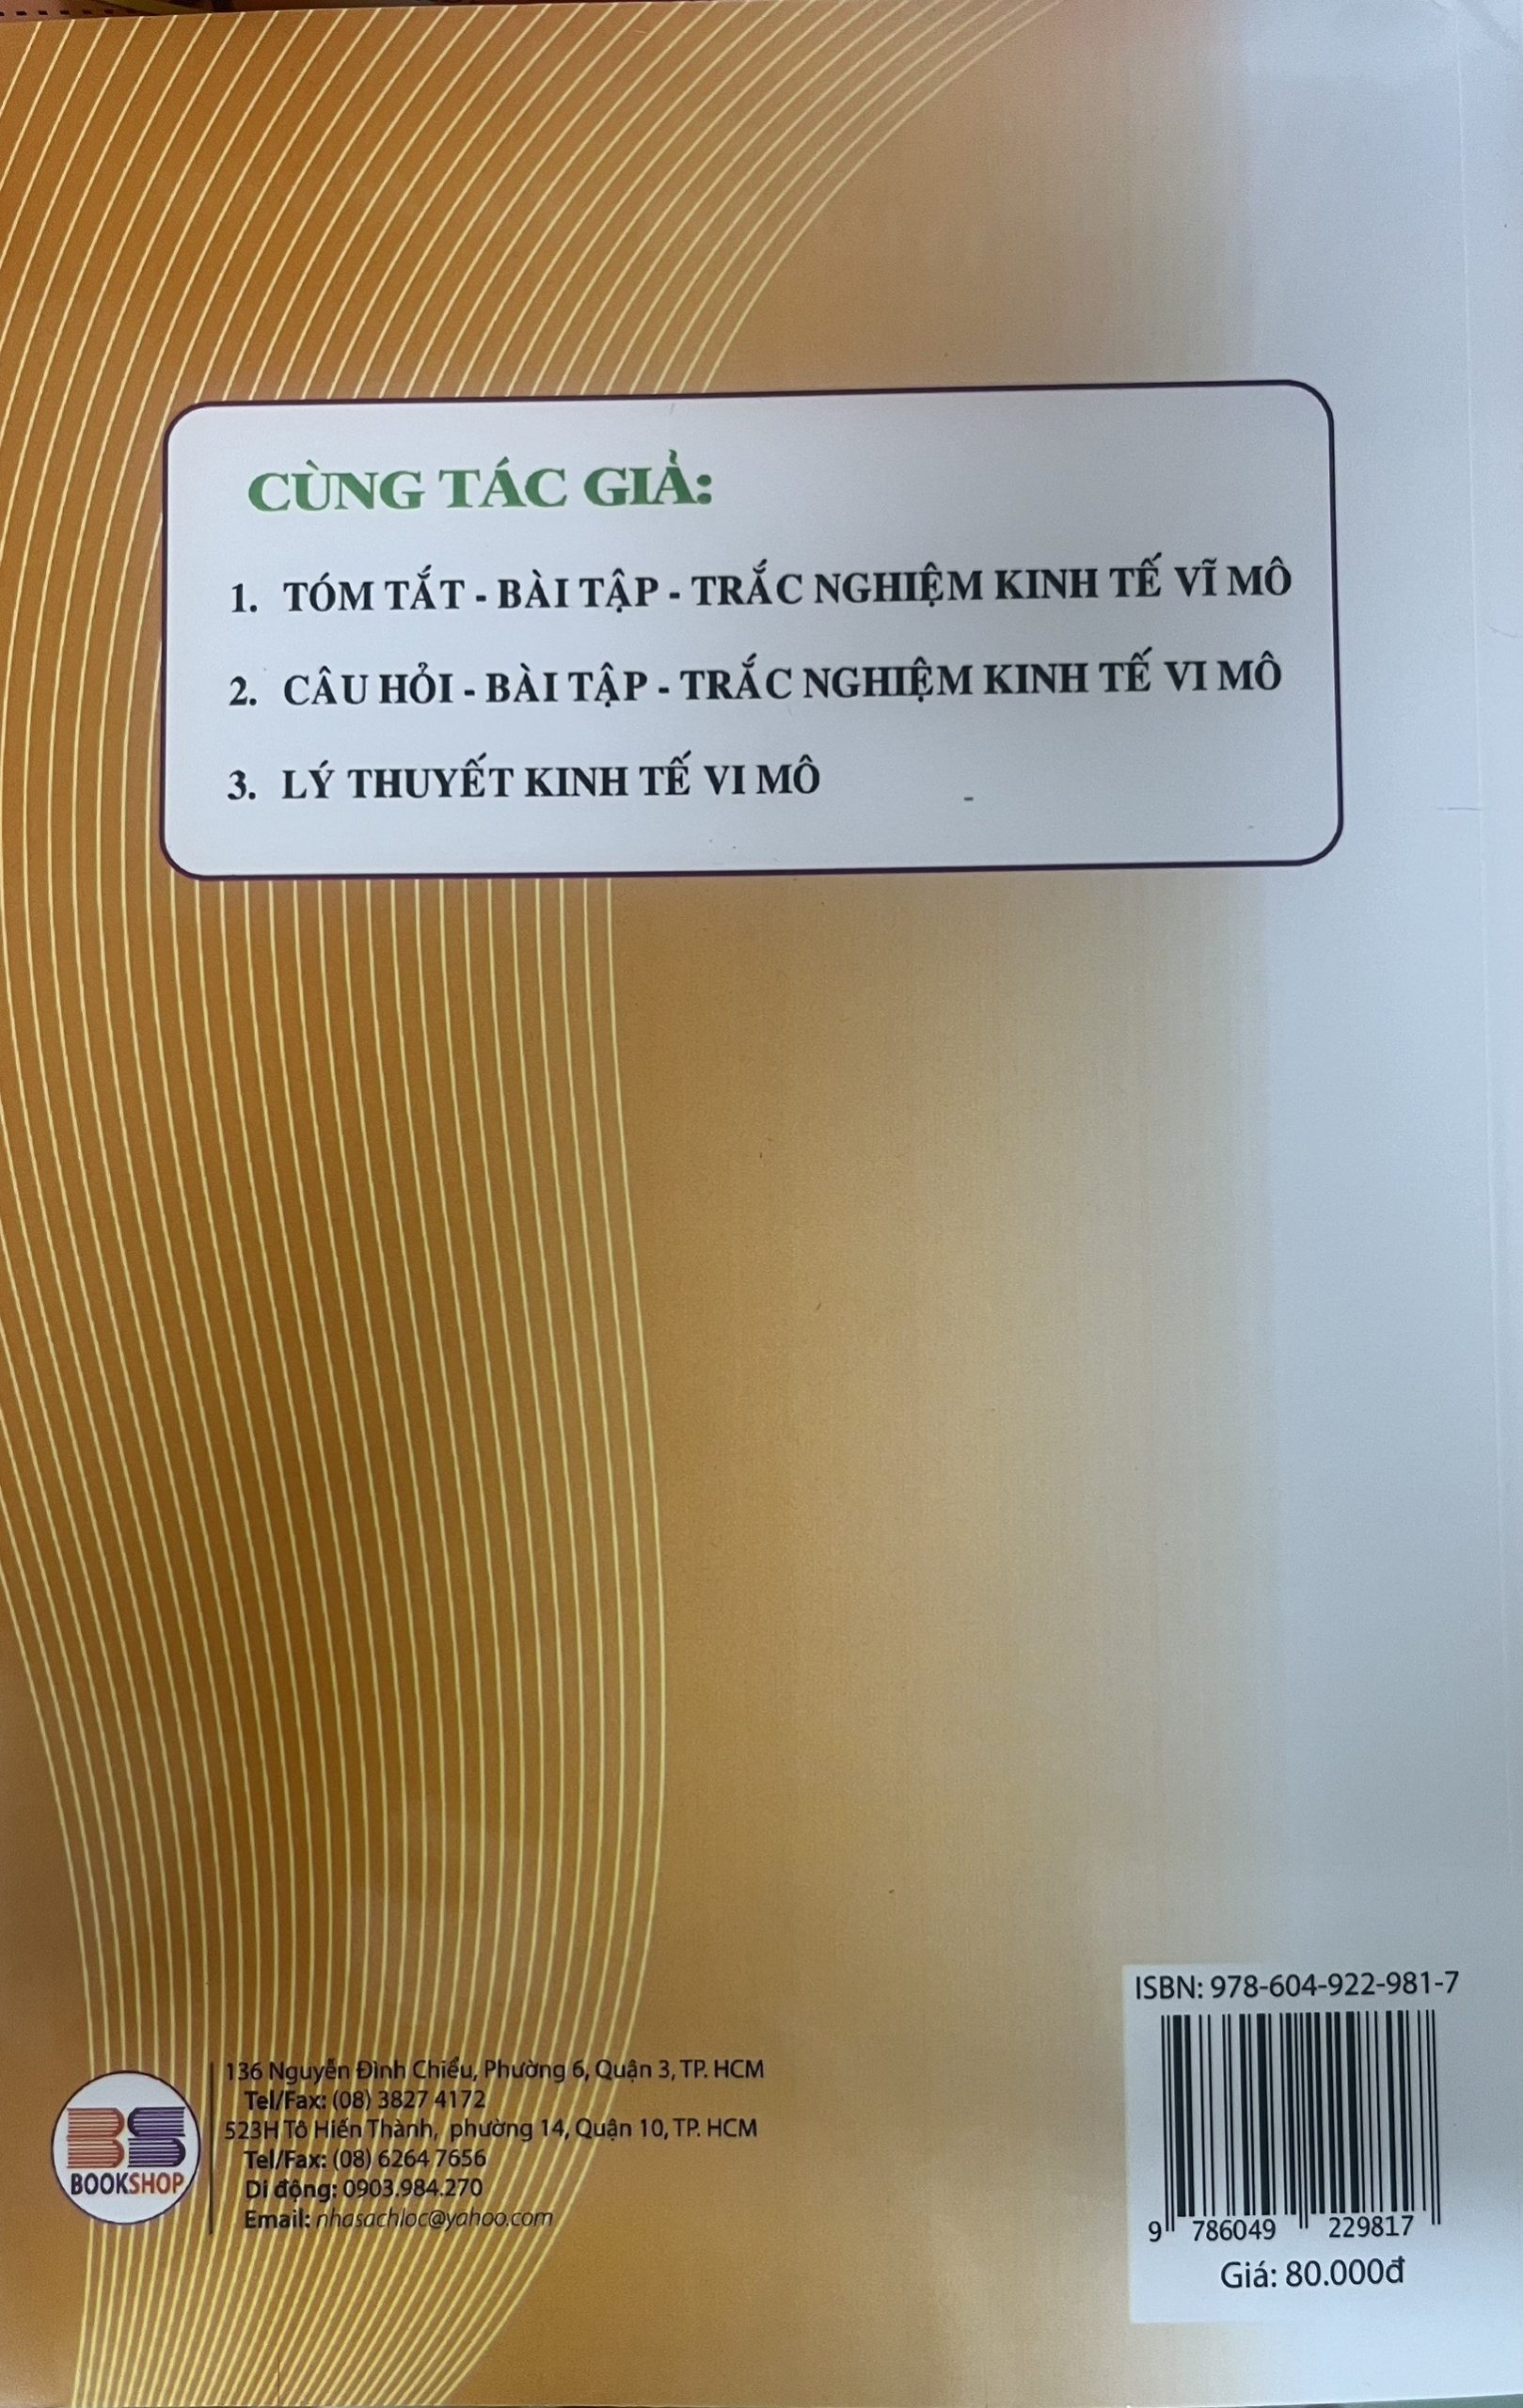 CÙNG TÁC GIẢ:
1. TÓM TẮT - BÀI TẬP - TRẮC NGHIỆM KINH TẾ VĨ MÔ
2. CÂU HỎI - BÀI TẬP - TRẮC NGHIỆM KINH TẾ VI MÔ
3. LÝ THUYẾT KINH TẾ VI MÔ
136 Nguyễn Đình Chiểu, Phường 6, Quận 3, TP. HCM
Tel/Fax: (08) 3827 4172
523H Tô Hiến Thành, phường 14, Quận 10, TP. HCM
Tel/Fax: (08) 6264 7656
Di động: 0903.984.270
Email: nhasachloc@yahoo.com
BS
BOOKSHOP
ISBN: 978-604-922-981-7
9 786049 229817
Giá: 80.000đ